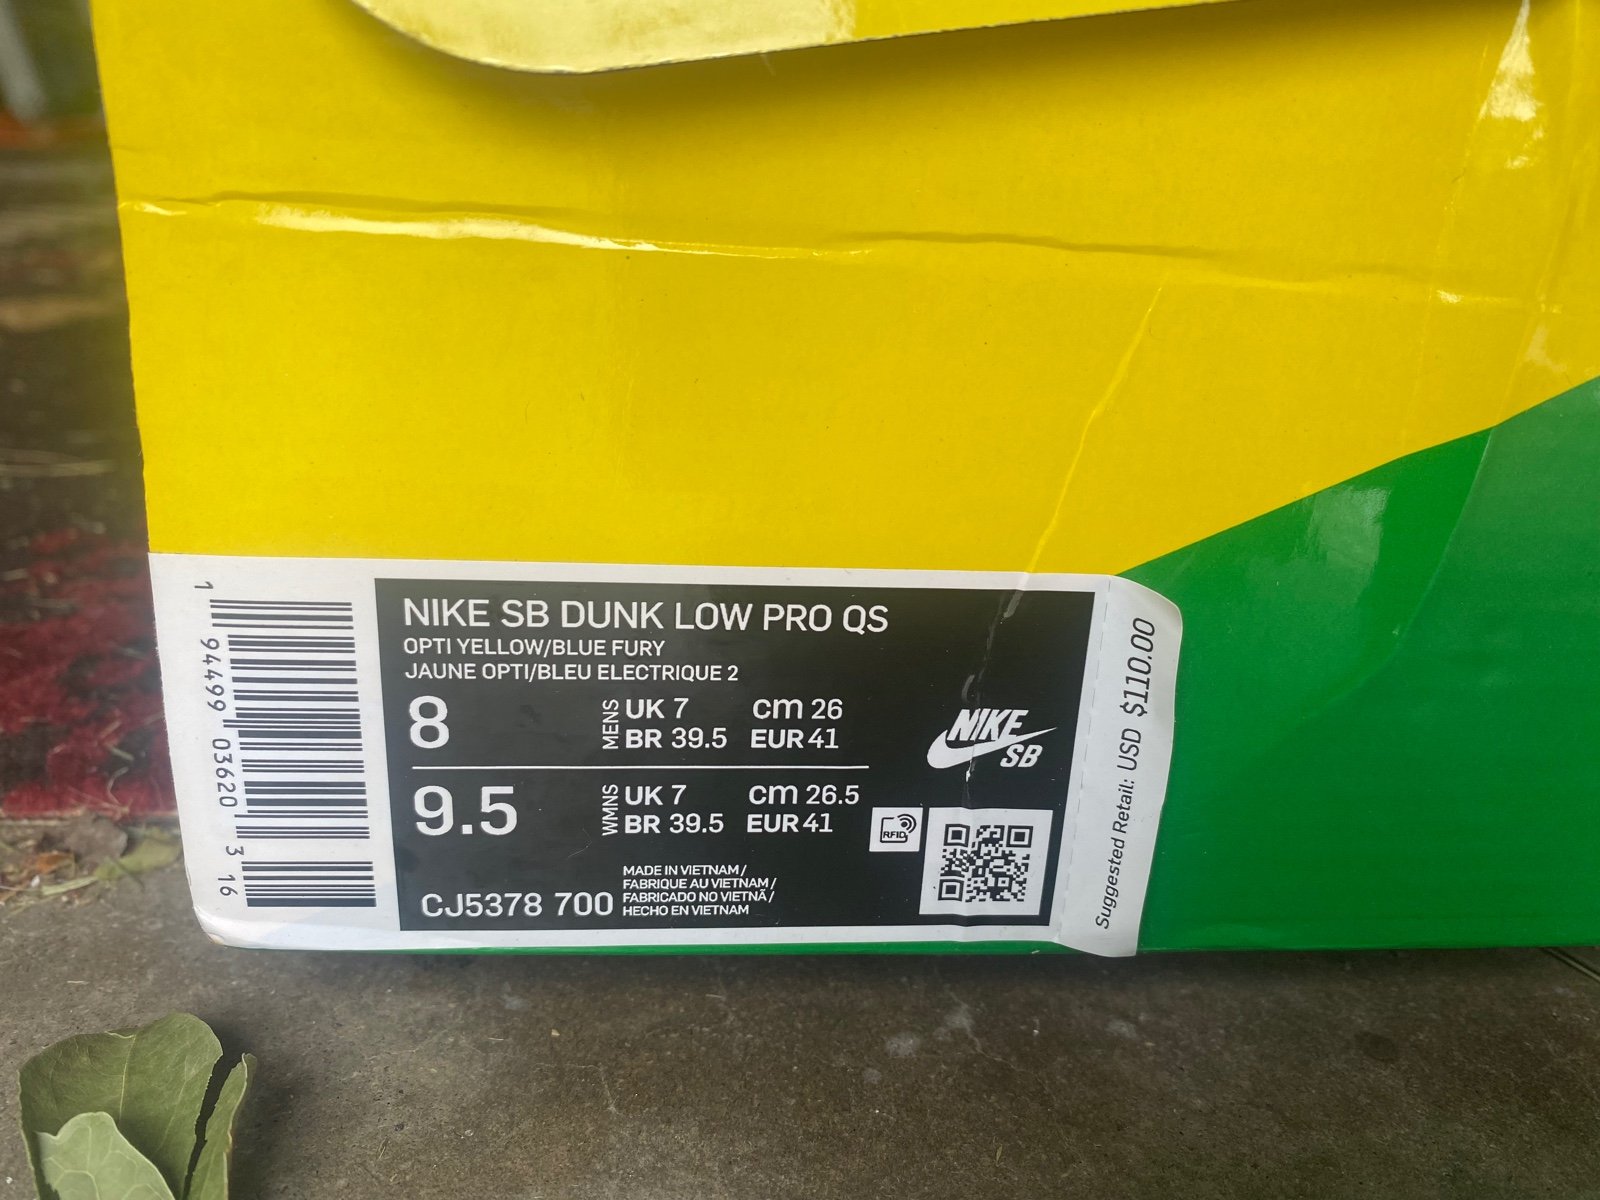 NIKE SB DUNK LOW PRO QS
OPTI YELLOW/BLUE FURY
JAUNE OPTI/BLEU ELECTRIQUE 2
8
MENS
UK 7 cm 26
BR 39.5 EUR 41
9.5
WMNS
UK 7 cm 26.5
BR 39.5 EUR 41
CJ5378 700
MADE IN VIETNAM/
FABRIQUE AU VIETNAM/
FABRICADO NO VIETNÃ/
HECHO EN VIETNAM
NIKE
SB
RFID
1 94499 03620 3 16
Suggested Retail: USD $110.00